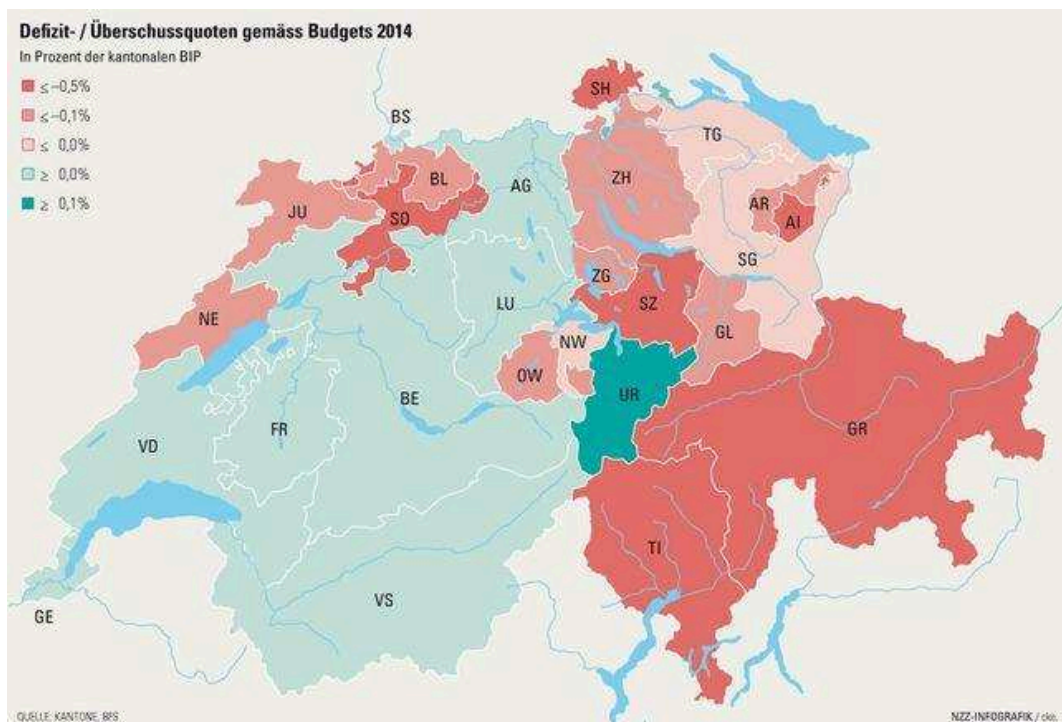 Defizit- / Überschussquoten gemäss Budgets 2014
In Prozent der kantonalen BIP
≤ –0,5%
≤ –0,1%
≤ 0,0%
≥ 0,0%
≥ 0,1%
SH
BS
TG
BL
AG
ZH
JU
SO
AR
AI
SG
ZG
NE
LU
SZ
GL
NW
OW
UR
BE
FR
GR
VD
TI
VS
GE
QUELLE: KANTONE, BFS
NZZ-INFOGRAFIK /